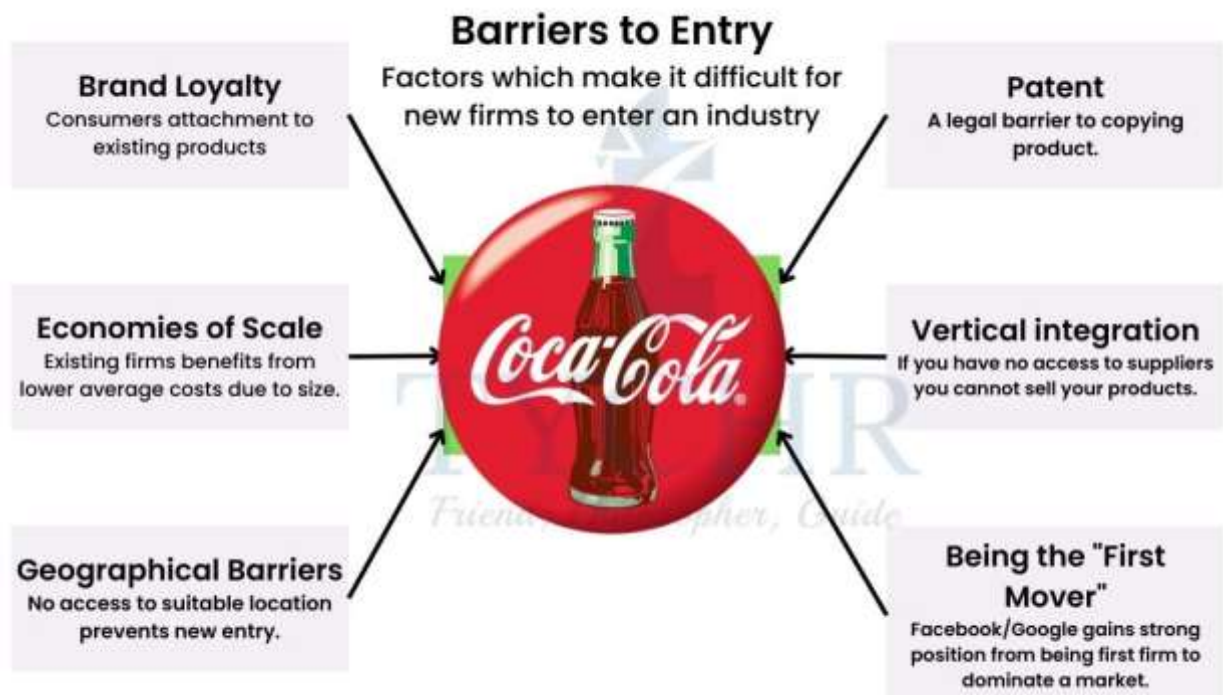 Barriers to Entry
Factors which make it difficult for
new firms to enter an industry
Brand Loyalty
Consumers attachment to
existing products
Economies of Scale
Existing firms benefits from
lower average costs due to size.
Geographical Barriers
No access to suitable location
prevents new entry.
Coca-Cola
Patent
A legal barrier to copying
product.
Vertical integration
If you have no access to suppliers
you cannot sell your products.
Being the "First
Mover"
Facebook/Google gains strong
position from being first firm to
dominate a market.
HR
Guide